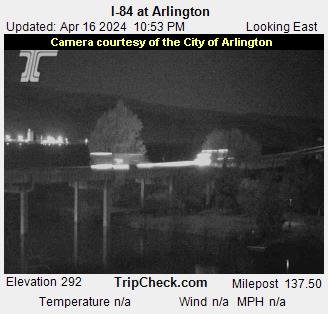 I-84 at Arlington
Updated: Apr 16 2024 10:53 PM Looking East
Camera courtesy of the City of Arlington
Elevation 292 TripCheck.com Milepost 137.50
Temperature n/a Wind n/a MPH n/a